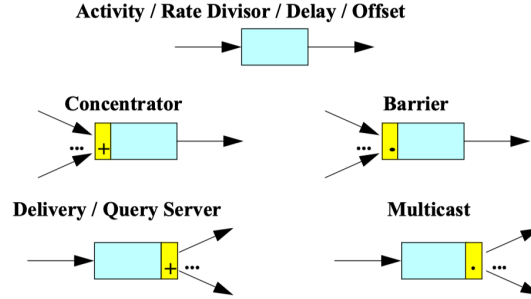 Activity / Rate Divisor / Delay / Offset
Concentrator
Barrier
... +
... .
Delivery / Query Server
Multicast
+ ...
. ...